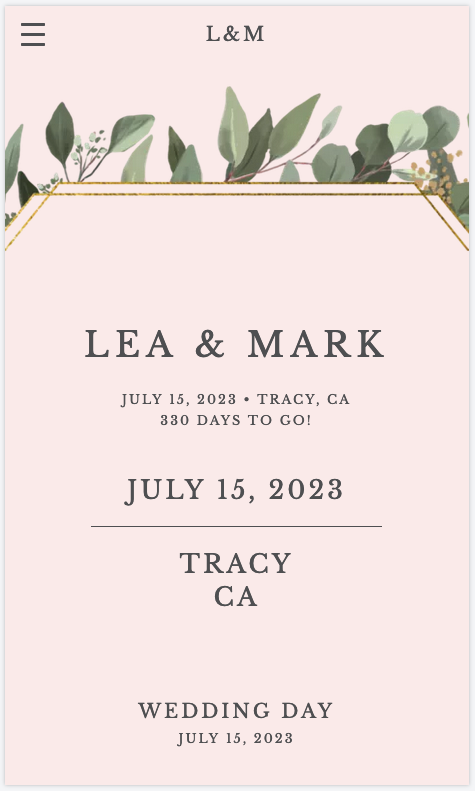 L&M
LEA & MARK
JULY 15, 2023 • TRACY, CA
330 DAYS TO GO!
JULY 15, 2023
TRACY
CA
WEDDING DAY
JULY 15, 2023